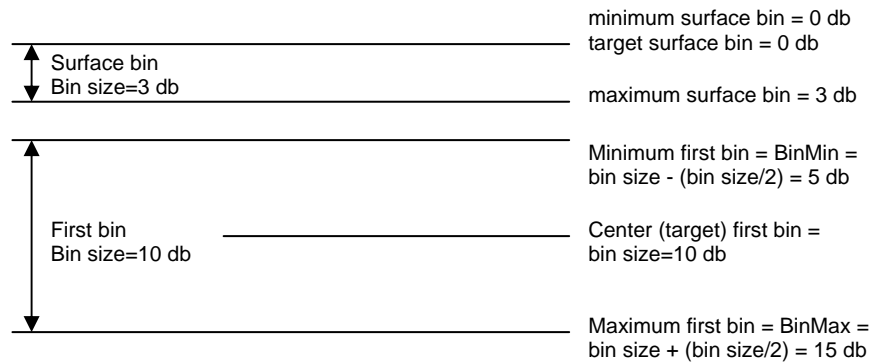 minimum surface bin = 0 db
target surface bin = 0 db
Surface bin
Bin size=3 db
maximum surface bin = 3 db
Minimum first bin = BinMin =
bin size - (bin size/2) = 5 db
First bin
Bin size=10 db
Center (target) first bin =
bin size=10 db
Maximum first bin = BinMax =
bin size + (bin size/2) = 15 db